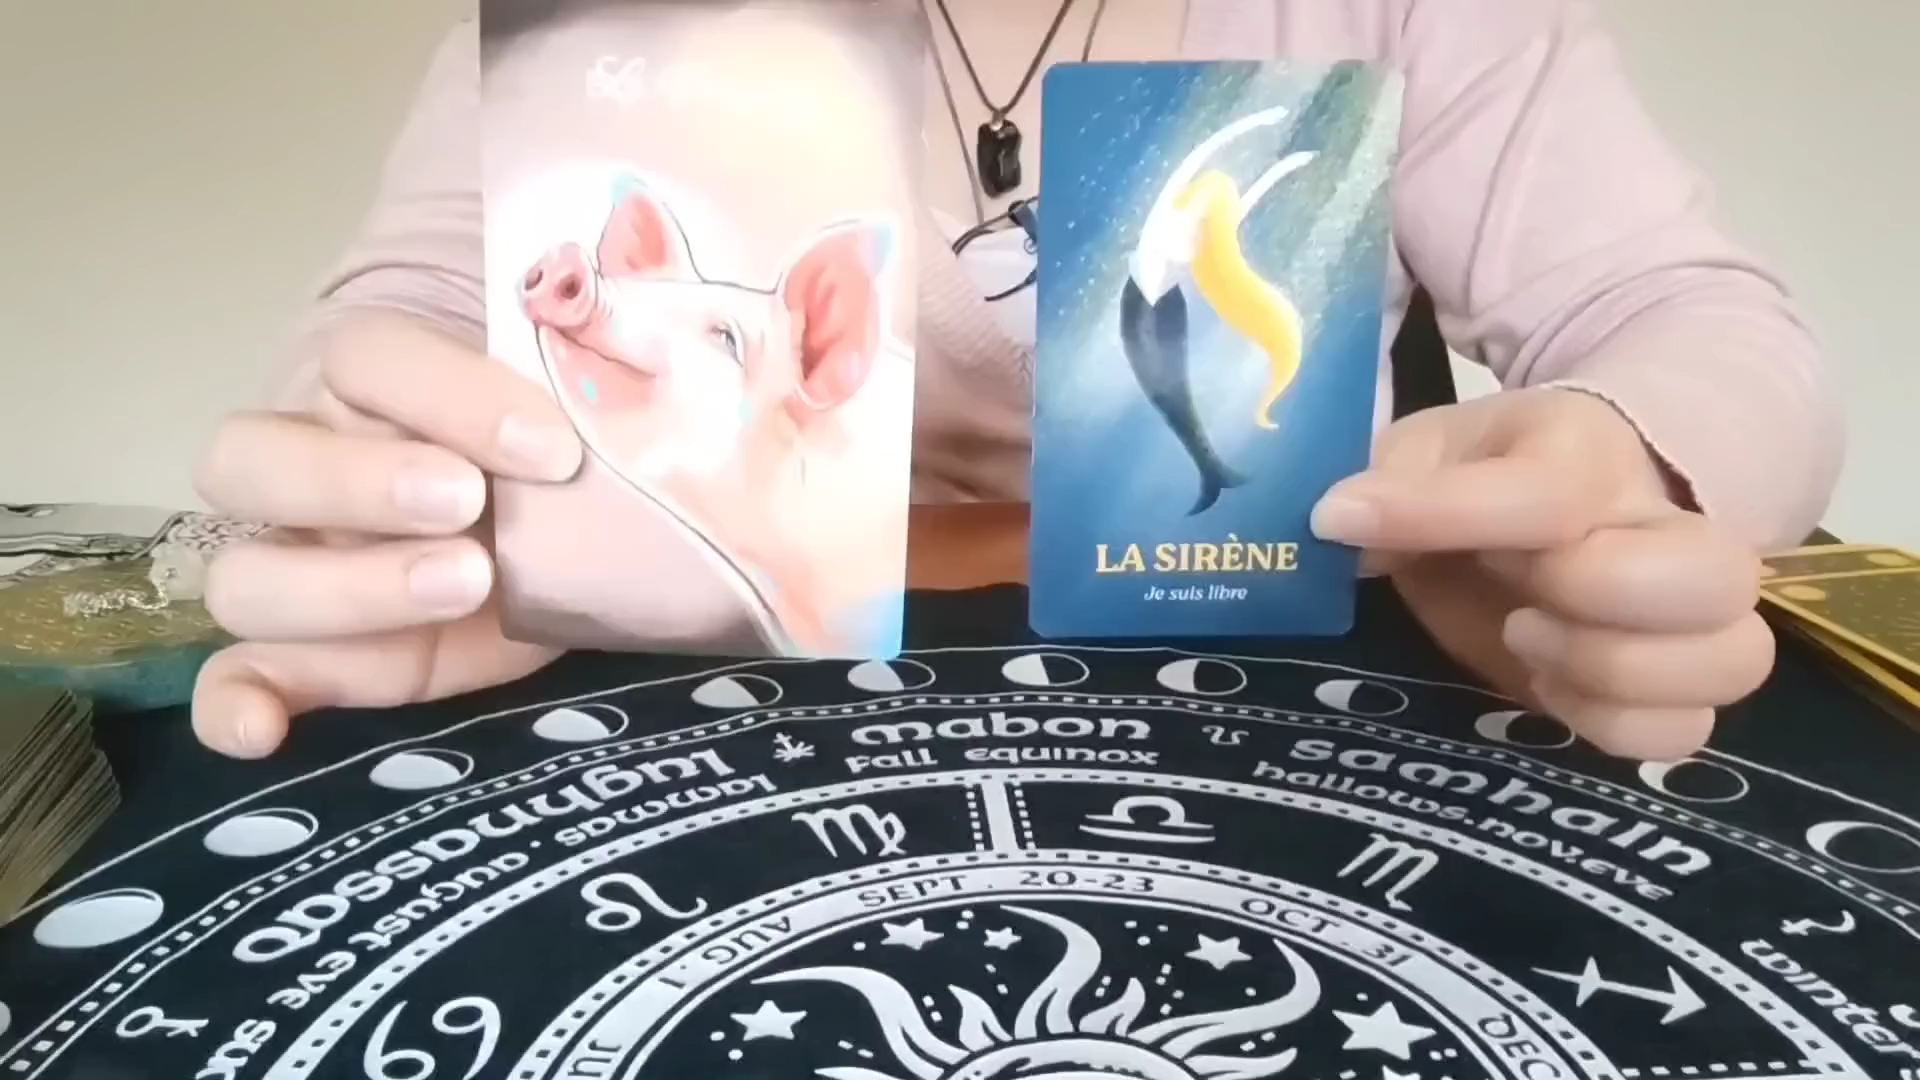 LA SIRÈNE
Je suis libre
mabon
fall equinox
samhain
hallows.nov.eve
lughnassad
lammas . august eve
winter
SEPT . 20-23
OCT . 31
AUG . 1
DEC